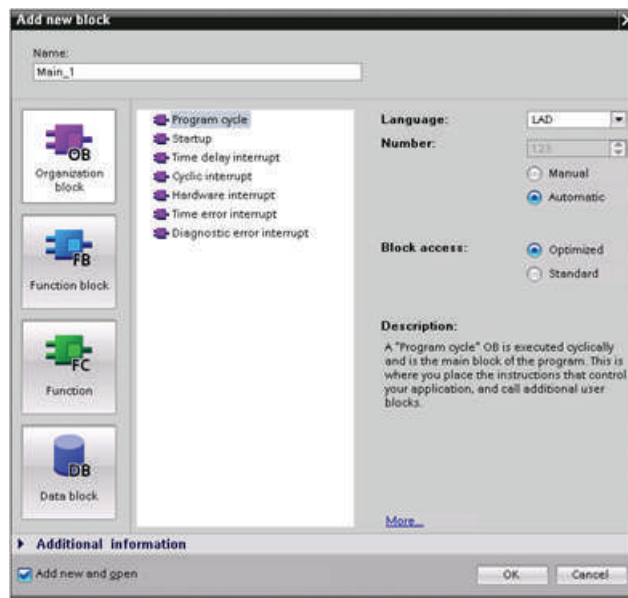 Add new block
Name:
Main_1
OB
Organization
block
FB
Function block
FC
Function
DB
Data block
Program cycle
Startup
Time delay interrupt
Cyclic interrupt
Hardware interrupt
Time error interrupt
Diagnostic error interrupt
Language:
LAD
Number:
123
Manual
Automatic
Block access:
Optimized
Standard
Description:
A "Program cycle" OB is executed cyclically
and is the main block of the program. This is
where you place the instructions that control
your application, and call additional user
blocks.
More...
Additional information
Add new and open
OK
Cancel